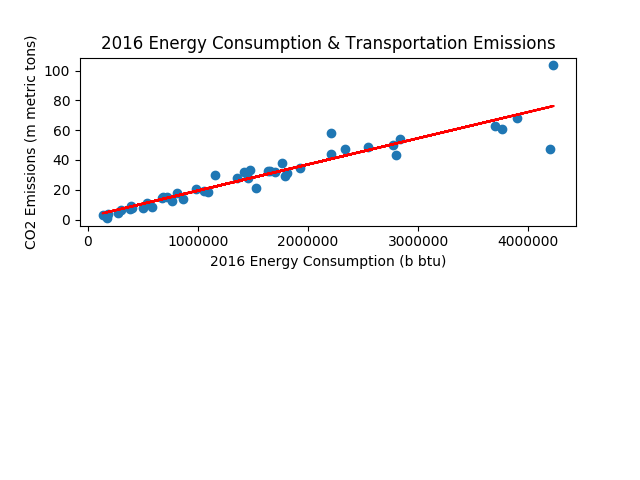 2016 Energy Consumption & Transportation Emissions
CO2 Emissions (m metric tons)
100
80
60
40
20
0
0 1000000 2000000 3000000 4000000
2016 Energy Consumption (b btu)